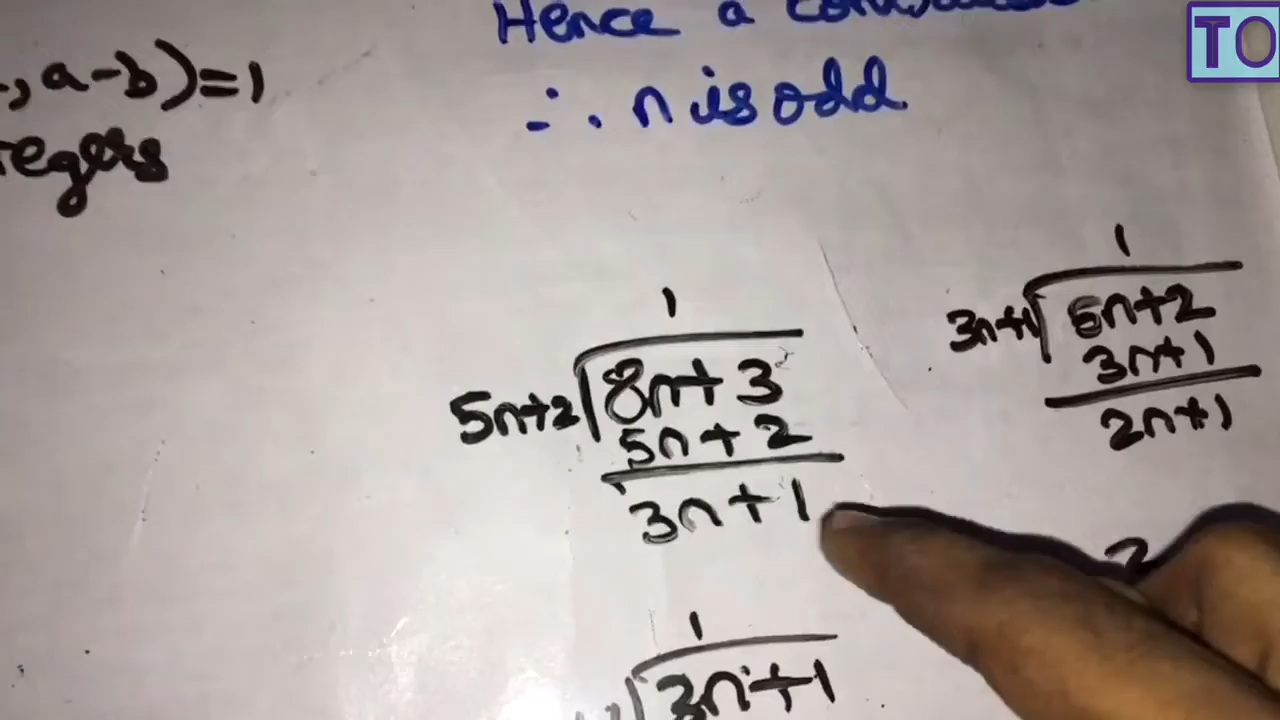 Hence a
∴ n is odd
, a-b)=1
TO
1
5n+2 8n+3
5n+2
3n+1
1
3n+1 5n+2
3n+1
2n+1
1
3n+1